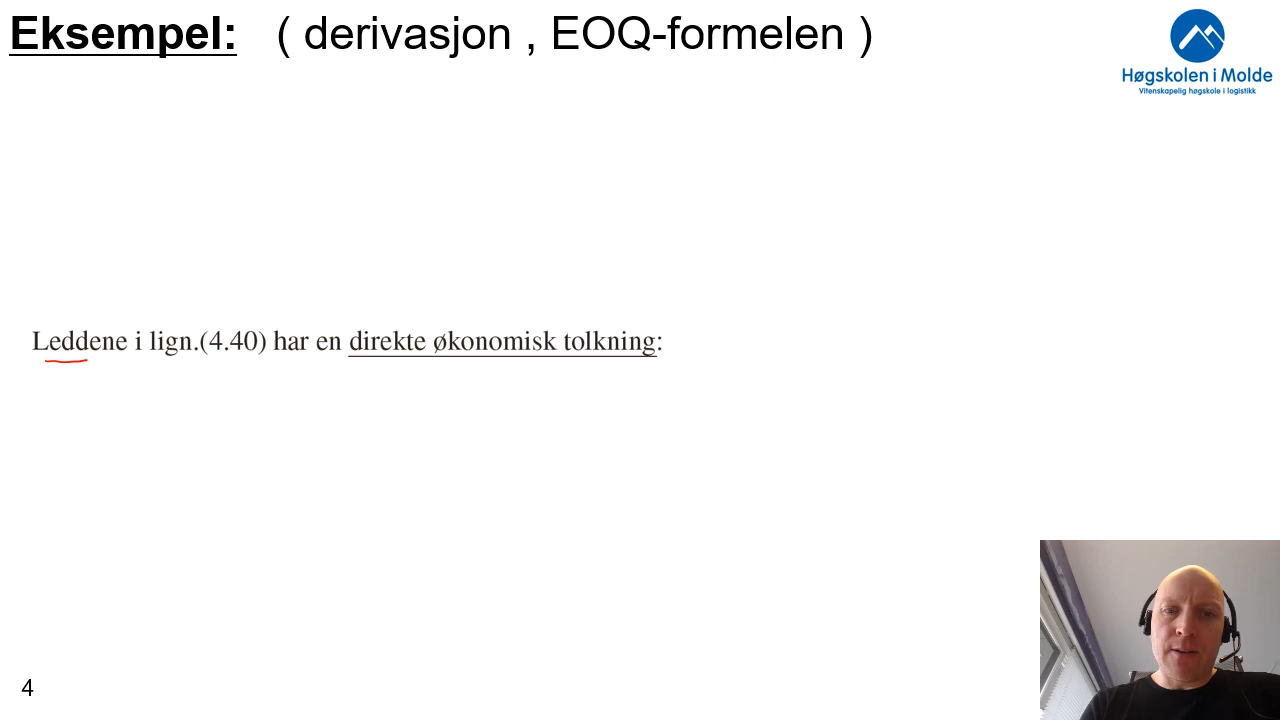 Eksempel: ( derivasjon , EOQ-formelen )
Høgskolen i Molde
Vitenskapelig høgskole i logistikk
Leddene i lign.(4.40) har en direkte økonomisk tolkning:
4